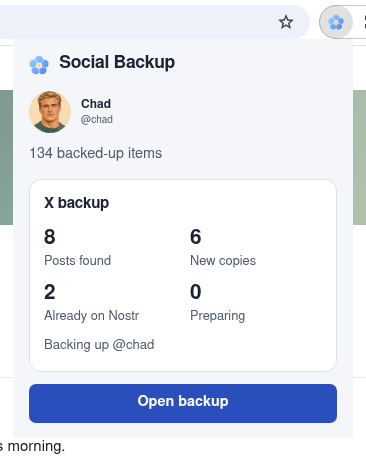 Social Backup
Chad
@chad
134 backed-up items
X backup
8
Posts found
6
New copies
2
Already on Nostr
0
Preparing
Backing up @chad
Open backup
s morning.